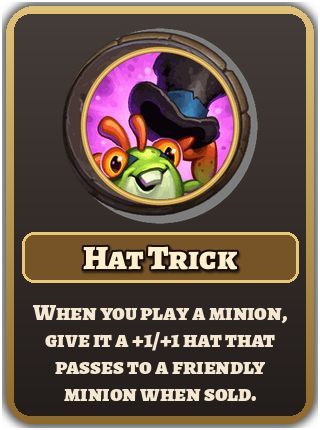 Hat Trick
When you play a minion,
give it a +1/+1 hat that
passes to a friendly
minion when sold.